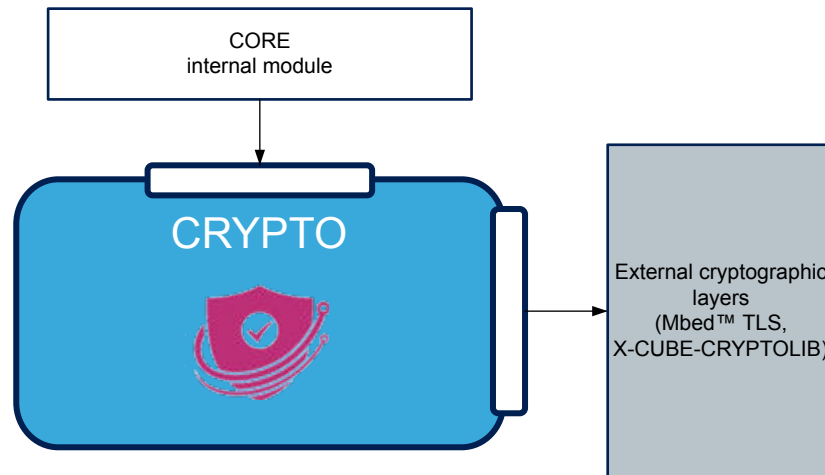 CORE
internal module
CRYPTO
External cryptographic
layers
(Mbed™ TLS,
X-CUBE-CRYPTOLIB)